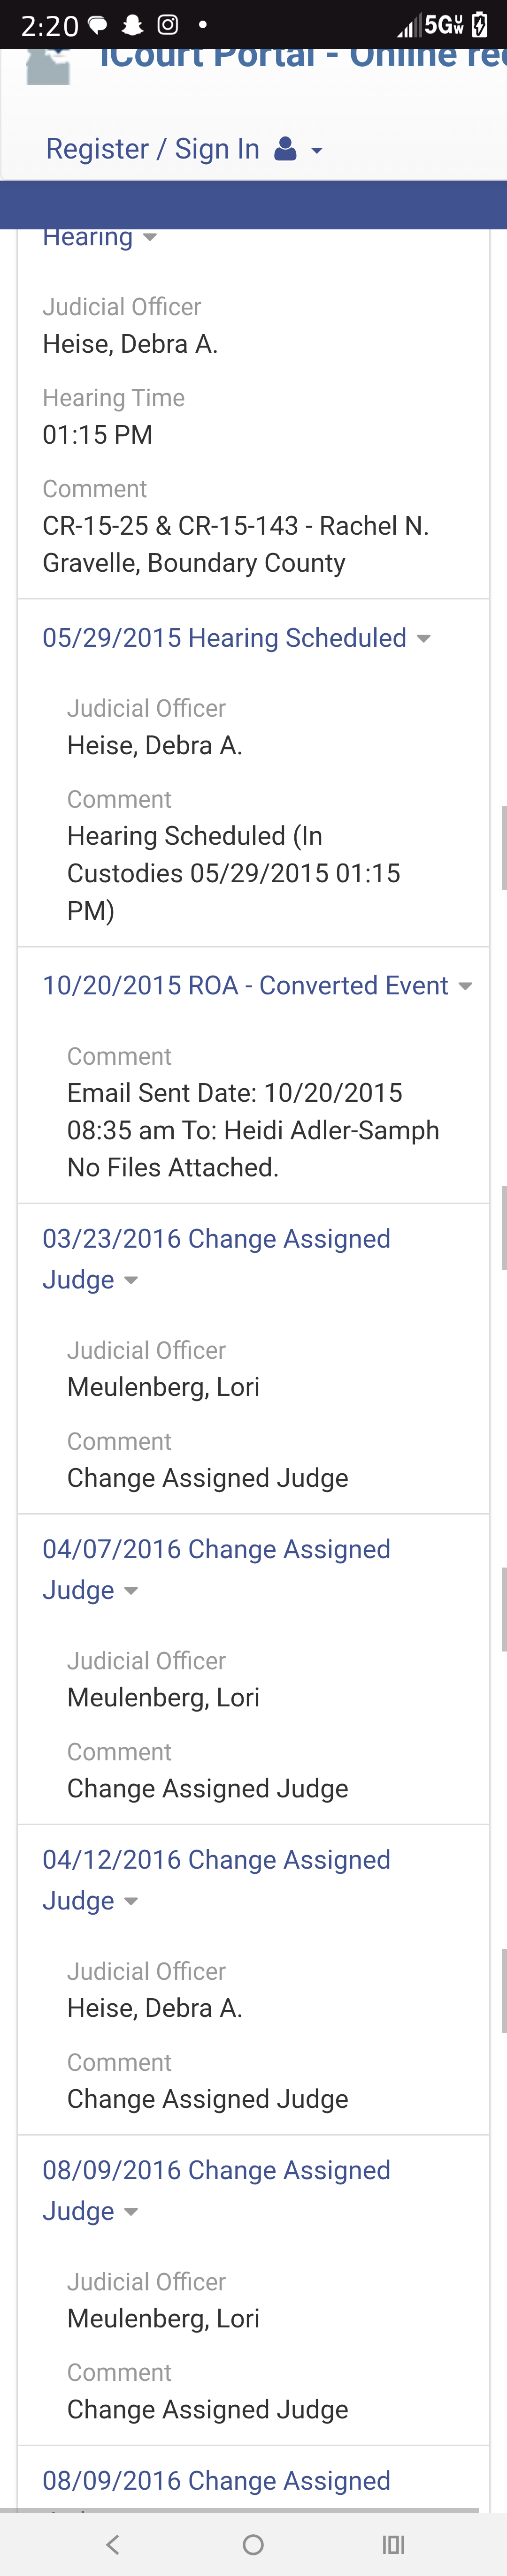 2:20
5G UW
iCourt Portal - Online
Register / Sign In
Hearing
Judicial Officer
Heise, Debra A.
Hearing Time
01:15 PM
Comment
CR-15-25 & CR-15-143 - Rachel N.
Gravelle, Boundary County
05/29/2015 Hearing Scheduled
Judicial Officer
Heise, Debra A.
Comment
Hearing Scheduled (In
Custodies 05/29/2015 01:15
PM)
10/20/2015 ROA - Converted Event
Comment
Email Sent Date: 10/20/2015
08:35 am To: Heidi Adler-Samph
No Files Attached.
03/23/2016 Change Assigned
Judge
Judicial Officer
Meulenberg, Lori
Comment
Change Assigned Judge
04/07/2016 Change Assigned
Judge
Judicial Officer
Meulenberg, Lori
Comment
Change Assigned Judge
04/12/2016 Change Assigned
Judge
Judicial Officer
Heise, Debra A.
Comment
Change Assigned Judge
08/09/2016 Change Assigned
Judge
Judicial Officer
Meulenberg, Lori
Comment
Change Assigned Judge
08/09/2016 Change Assigned